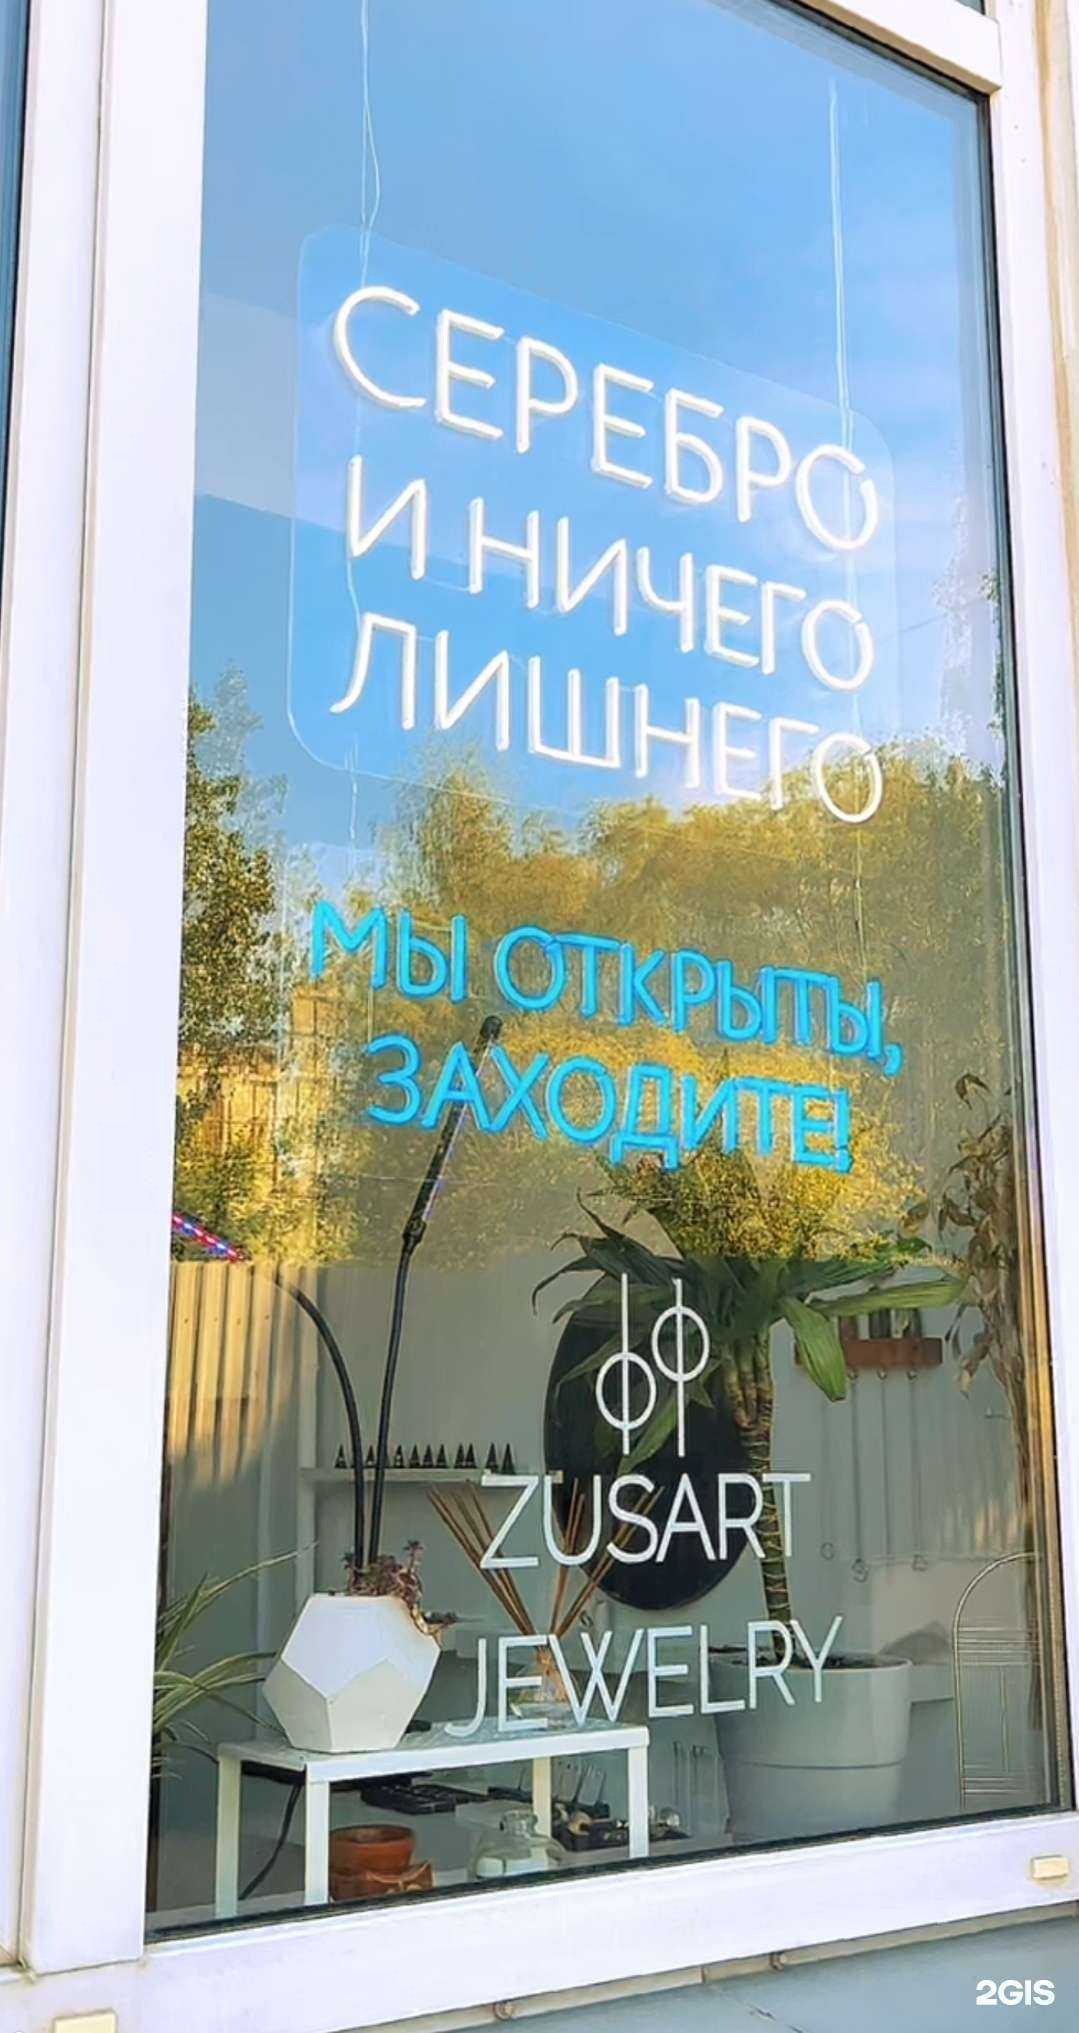 СЕРЕБРО
И НИЧЕГО
ЛИШНЕГО
МЫ ОТКРЫТЫ,
ЗАХОДИТЕ!
ZUSART
JEWELRY
2GIS